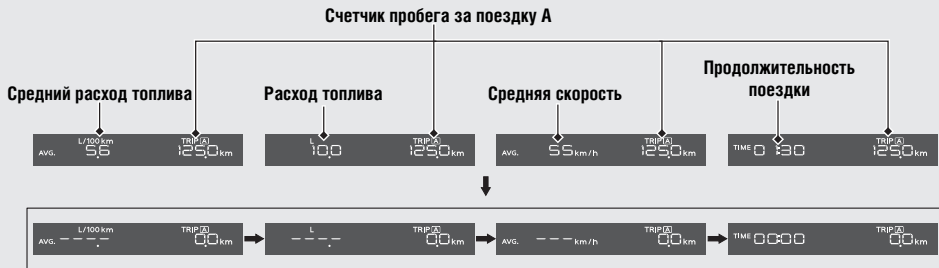 Счетчик пробега за поездку А
Средний расход топлива
Расход топлива
Средняя скорость
Продолжительность
поездки
L/100 km TRIP A
AVG. 5.6 125.0 km
L TRIP A
10.0 125.0 km
TRIP A
AVG. 55 km/h 125.0 km
TRIP A
TIME 0 1:30 125.0 km
L/100 km TRIP A
AVG. ---.- 0.0 km
L TRIP A
---.- 0.0 km
TRIP A
AVG. --- km/h 0.0 km
TRIP A
TIME 00:00 0.0 km